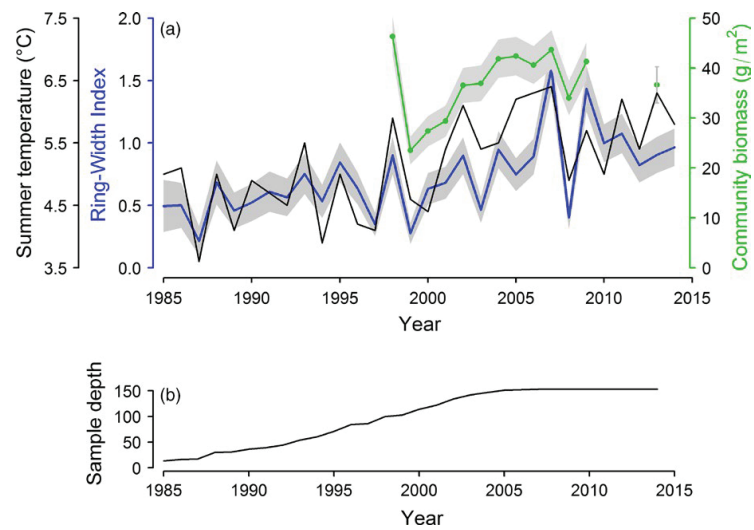 (a)
Summer temperature (°C)
7.5
6.5
5.5
4.5
3.5
Ring-Width Index
2.0
1.5
1.0
0.5
0.0
Community biomass (g/m²)
50
40
30
20
10
0
1985 1990 1995 2000 2005 2010 2015
Year
(b)
Sample depth
150
100
50
0
1985 1990 1995 2000 2005 2010 2015
Year